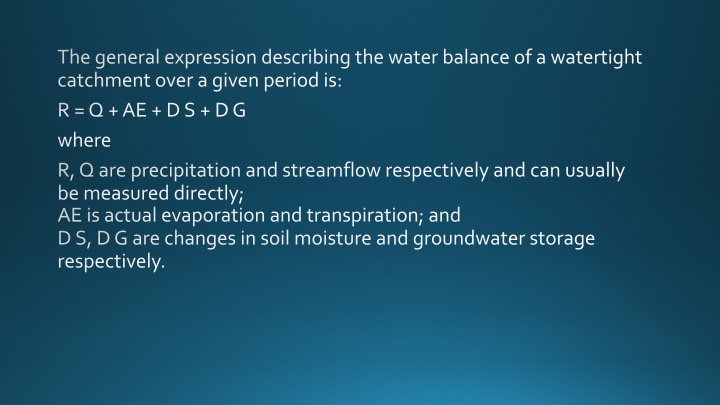 The general expression describing the water balance of a watertight
catchment over a given period is:
R = Q + AE + D S + D G
where
R, Q are precipitation and streamflow respectively and can usually
be measured directly;
AE is actual evaporation and transpiration; and
D S, D G are changes in soil moisture and groundwater storage
respectively.